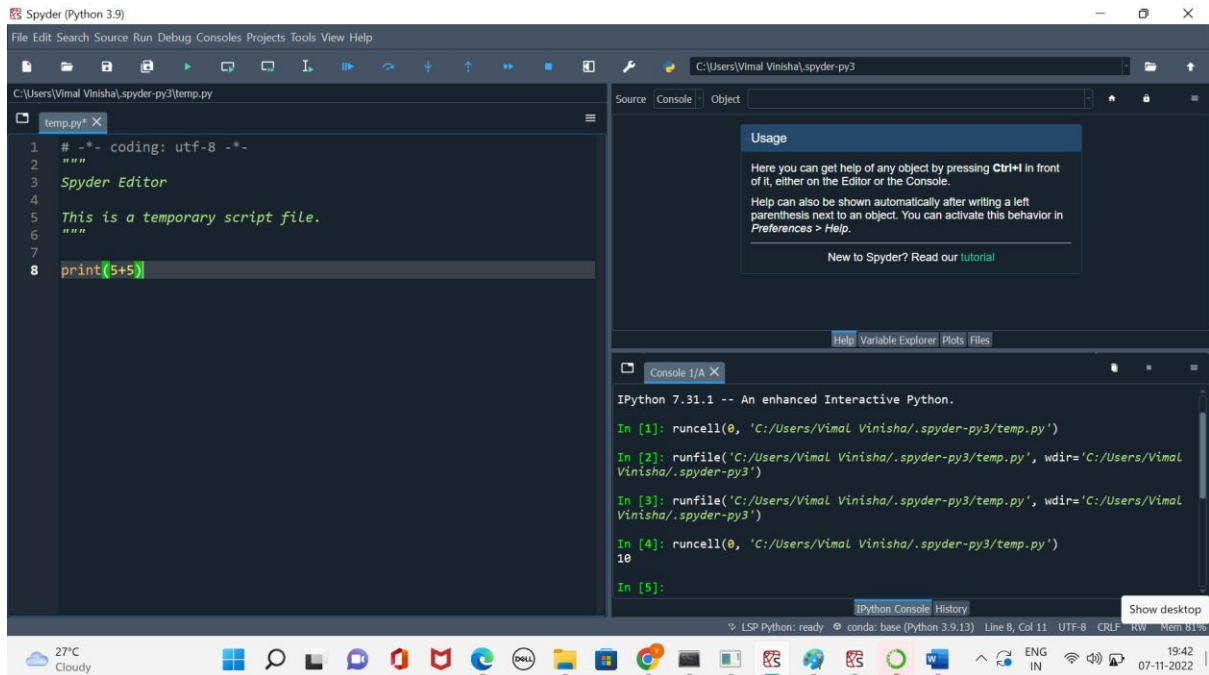 Spyder (Python 3.9)
File Edit Search Source Run Debug Consoles Projects Tools View Help
C:\Users\Vimal Vinisha\.spyder-py3
C:\Users\Vimal Vinisha\.spyder-py3\temp.py
temp.py*
1 # -*- coding: utf-8 -*-
2 """
3 Spyder Editor
4
5 This is a temporary script file.
6 """
7
8 print(5+5)
Source Console Object
Usage
Here you can get help of any object by pressing Ctrl+I in front
of it, either on the Editor or the Console.
Help can also be shown automatically after writing a left
parenthesis next to an object. You can activate this behavior in
Preferences > Help.
New to Spyder? Read our tutorial
Help Variable Explorer Plots Files
Console 1/A
IPython 7.31.1 -- An enhanced Interactive Python.
In [1]: runcell(0, 'C:/Users/Vimal Vinisha/.spyder-py3/temp.py')
In [2]: runfile('C:/Users/Vimal Vinisha/.spyder-py3/temp.py', wdir='C:/Users/Vimal
Vinisha/.spyder-py3')
In [3]: runfile('C:/Users/Vimal Vinisha/.spyder-py3/temp.py', wdir='C:/Users/Vimal
Vinisha/.spyder-py3')
In [4]: runcell(0, 'C:/Users/Vimal Vinisha/.spyder-py3/temp.py')
10
In [5]:
IPython Console History
Show desktop
LSP Python: ready conda: base (Python 3.9.13) Line 8, Col 11 UTF-8 CRLF RW Mem 81%
27°C
Cloudy
DELL
ENG
IN
19:42
07-11-2022